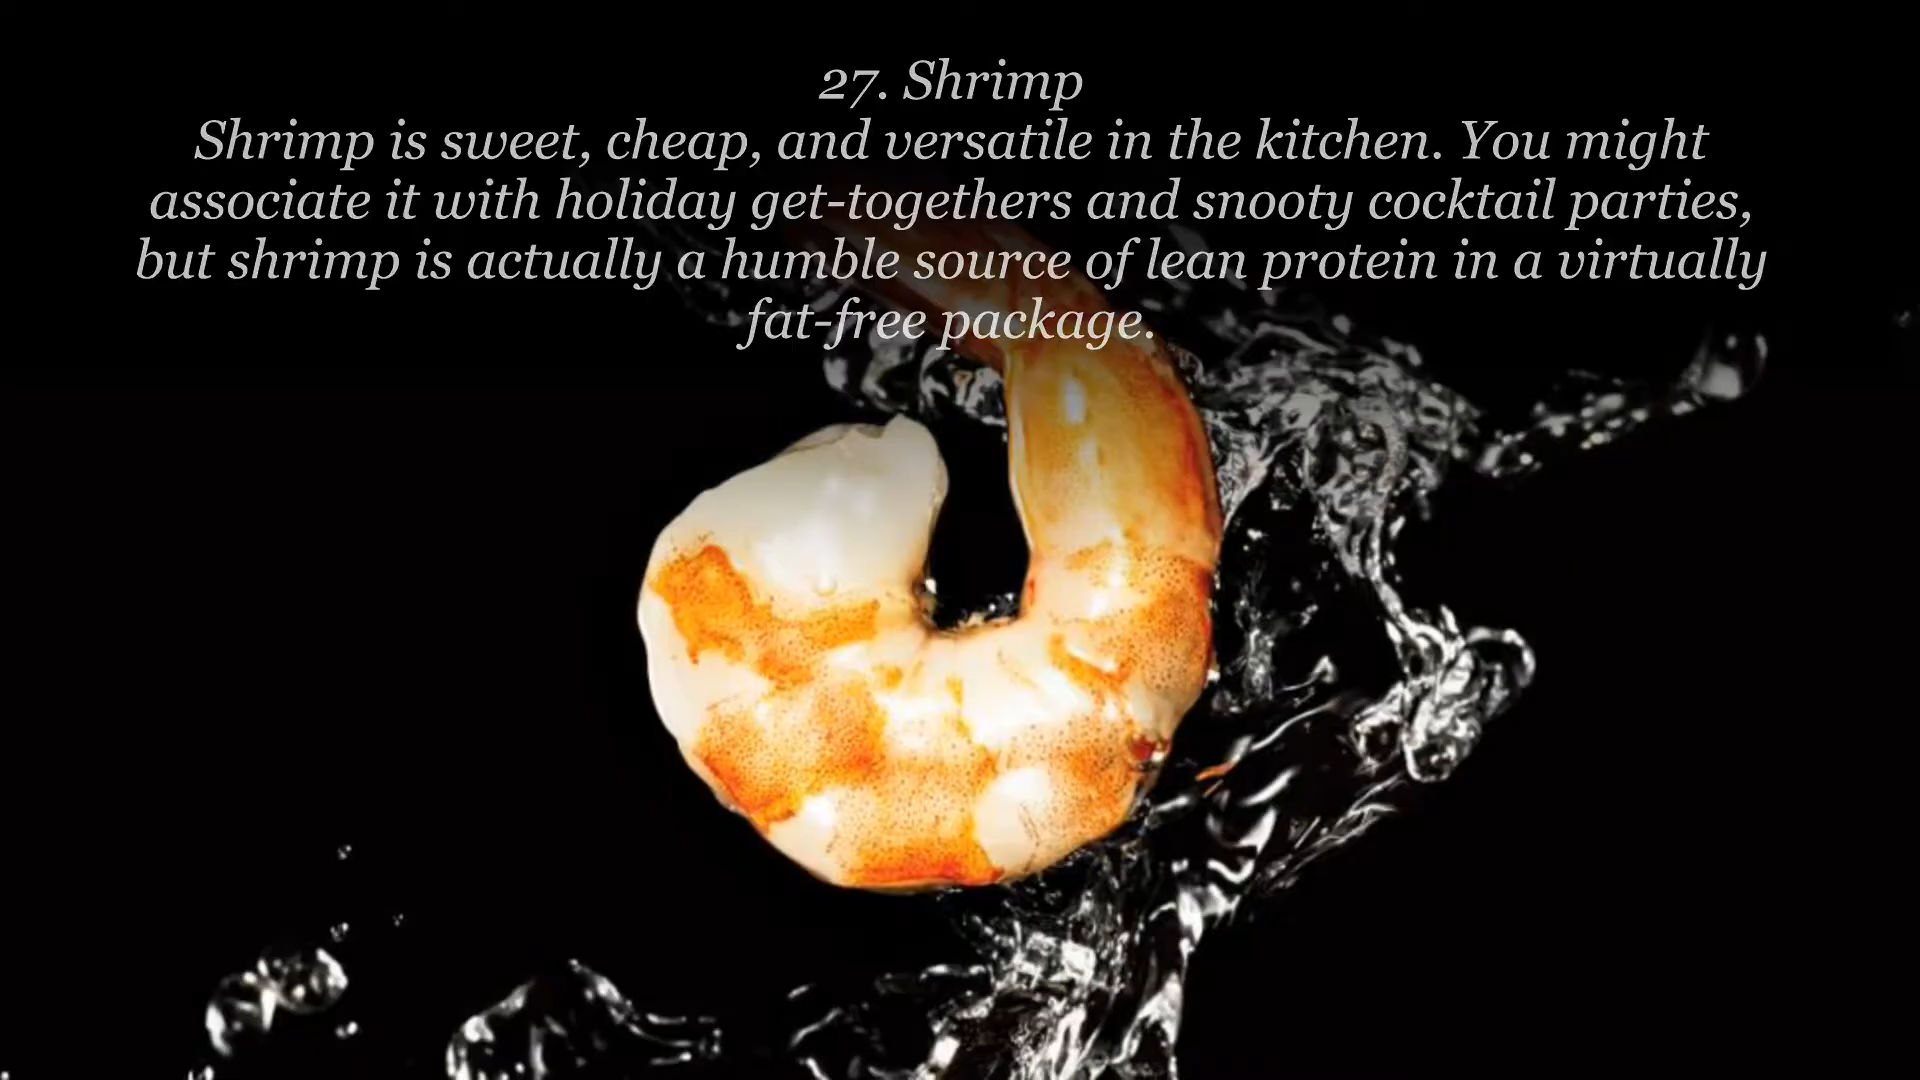 27. Shrimp
Shrimp is sweet, cheap, and versatile in the kitchen. You might
associate it with holiday get-togethers and snooty cocktail parties,
but shrimp is actually a humble source of lean protein in a virtually
fat-free package.